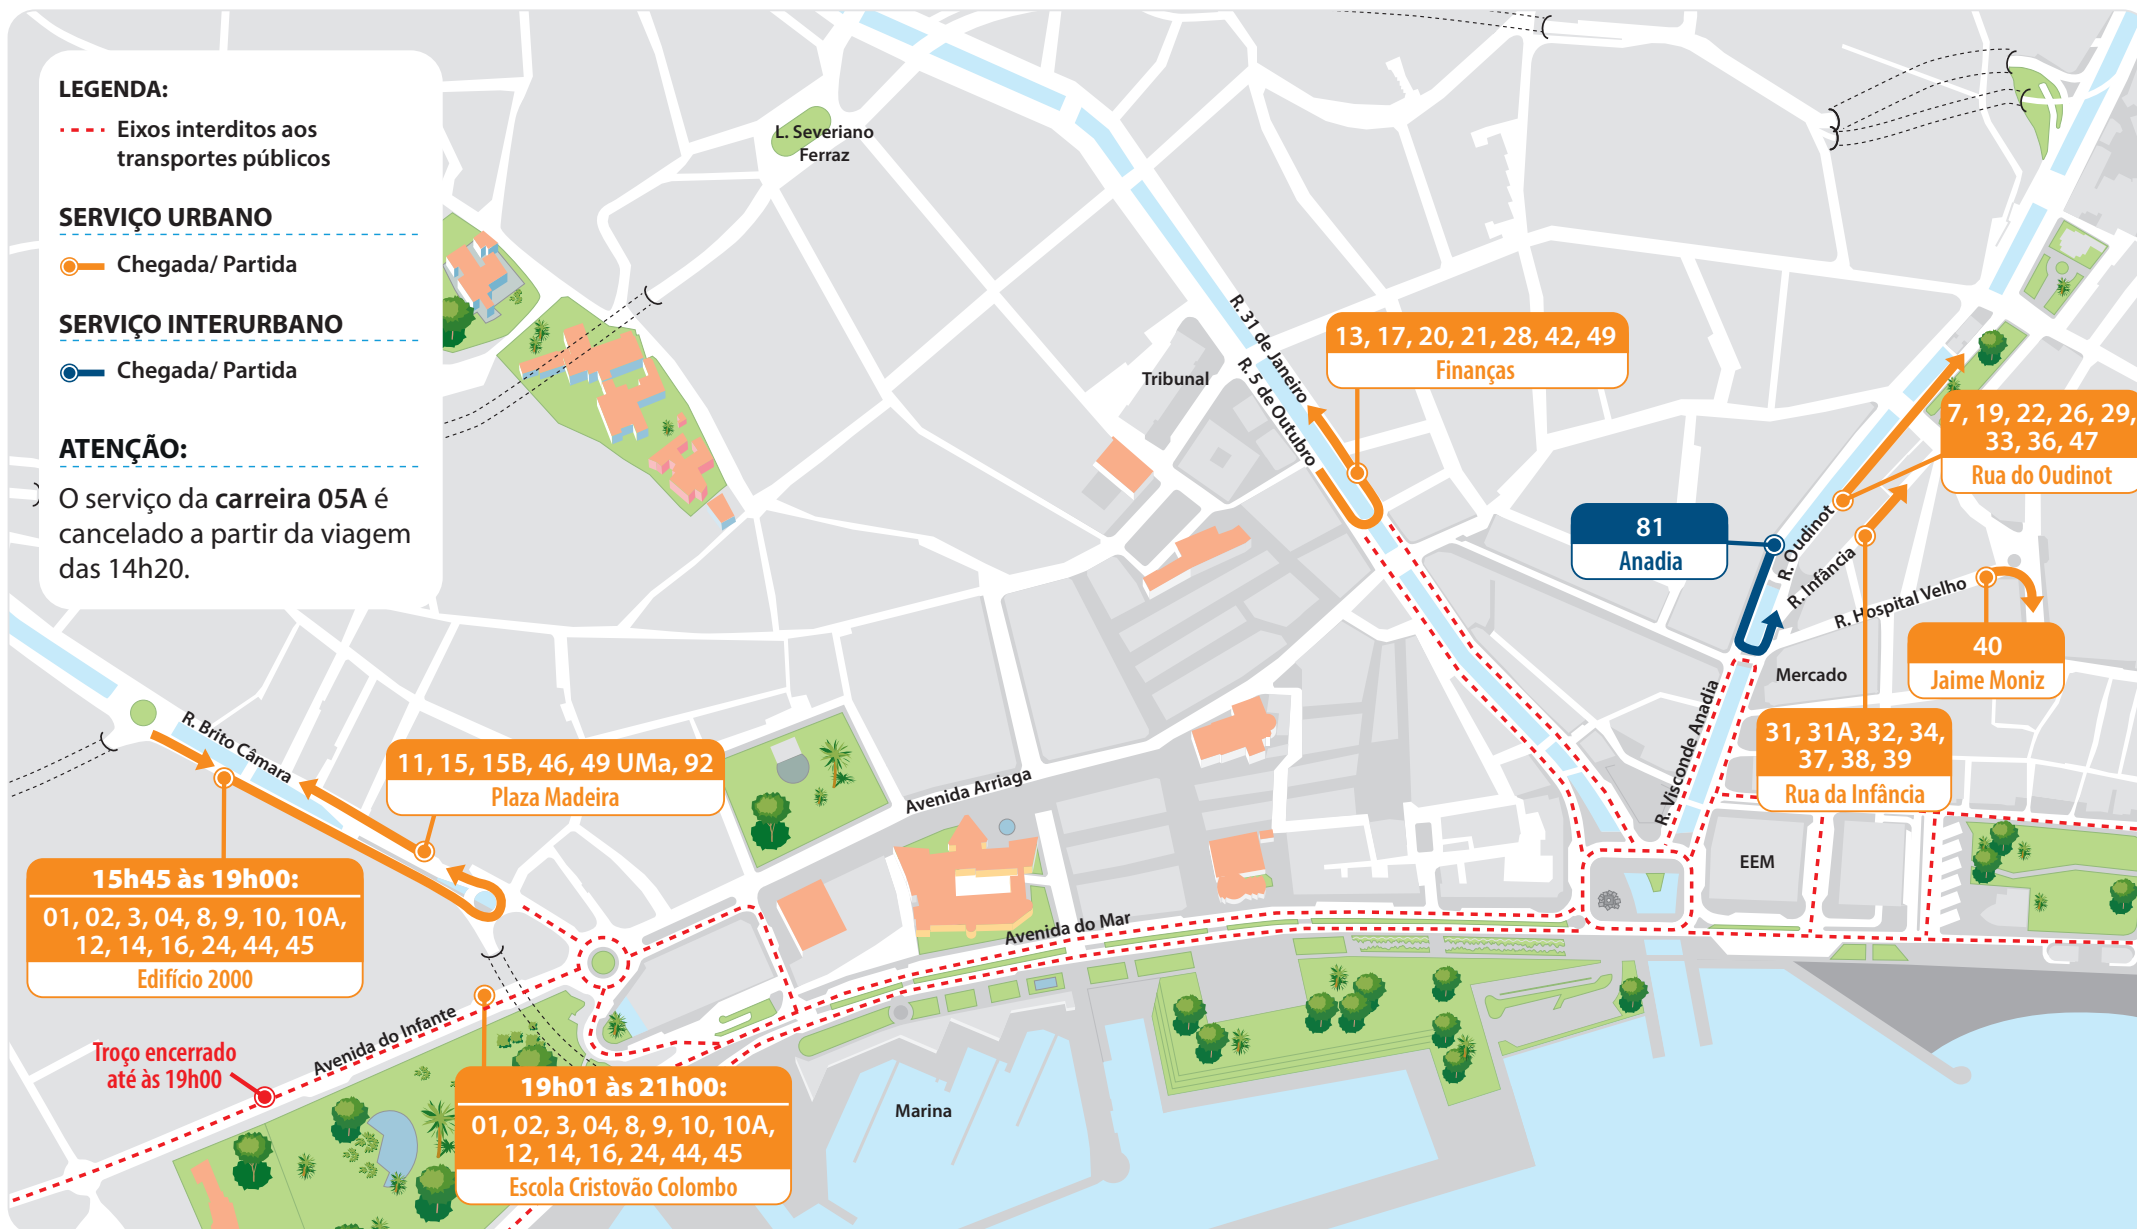 LEGENDA:
Eixos interditos aos
transportes públicos
SERVIÇO URBANO
Chegada/ Partida
SERVIÇO INTERURBANO
Chegada/ Partida
ATENÇÃO:
O serviço da carreira 05A é
cancelado a partir da viagem
das 14h20.
L. Severiano
Ferraz
Tribunal
R. 31 de Janeiro
R. 5 de Outubro
13, 17, 20, 21, 28, 42, 49
Finanças
7, 19, 22, 26, 29,
33, 36, 47
Rua do Oudinot
81
Anadia
R. Oudinot
R. Infância
R. Hospital Velho
40
Jaime Moniz
Mercado
R. Visconde Anadia
31, 31A, 32, 34,
37, 38, 39
Rua da Infância
EEM
R. Brito Câmara
11, 15, 15B, 46, 49 UMa, 92
Plaza Madeira
Avenida Arriaga
15h45 às 19h00:
01, 02, 3, 04, 8, 9, 10, 10A,
12, 14, 16, 24, 44, 45
Edifício 2000
Avenida do Mar
Avenida do Infante
Troço encerrado
até às 19h00
19h01 às 21h00:
01, 02, 3, 04, 8, 9, 10, 10A,
12, 14, 16, 24, 44, 45
Escola Cristovão Colombo
Marina